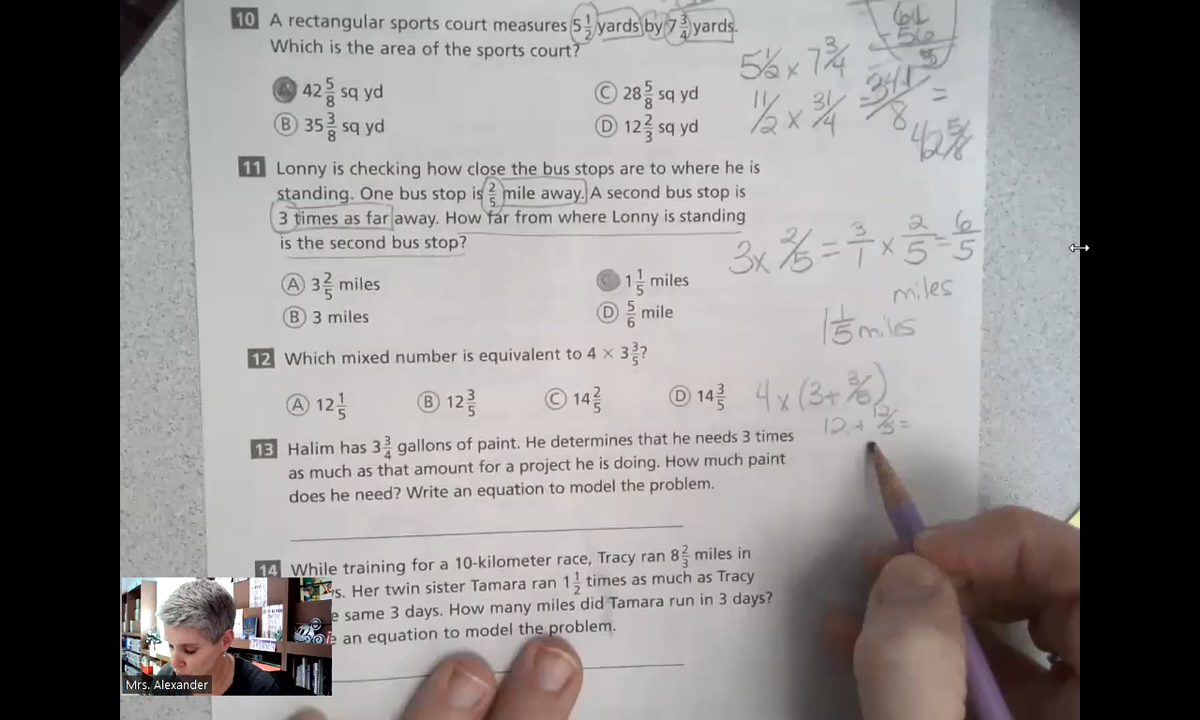 10 A rectangular sports court measures 5 1/2 yards by 7 3/4 yards.
Which is the area of the sports court?
A 42 5/8 sq yd
C 28 5/8 sq yd
B 35 3/8 sq yd
D 12 2/3 sq yd
64
- 56
5 1/2 x 7 3/4
11/2 x 31/4 = 341/8 =
42 5/8
11 Lonny is checking how close the bus stops are to where he is
standing. One bus stop is 2/5 mile away. A second bus stop is
3 times as far away. How far from where Lonny is standing
is the second bus stop?
A 3 2/5 miles
C 1 1/5 miles
B 3 miles
D 5/6 mile
3 x 2/5 = 3/1 x 2/5 = 6/5
miles
1 1/5 miles
12 Which mixed number is equivalent to 4 × 3 3/5?
A 12 1/5
B 12 3/5
C 14 2/5
D 14 3/5
4 x (3 + 3/5)
12 + 12/5 =
13 Halim has 3 3/4 gallons of paint. He determines that he needs 3 times
as much as that amount for a project he is doing. How much paint
does he need? Write an equation to model the problem.
14 While training for a 10-kilometer race, Tracy ran 8 2/3 miles in
s. Her twin sister Tamara ran 1 1/2 times as much as Tracy
e same 3 days. How many miles did Tamara run in 3 days?
an equation to model the problem.
Mrs. Alexander